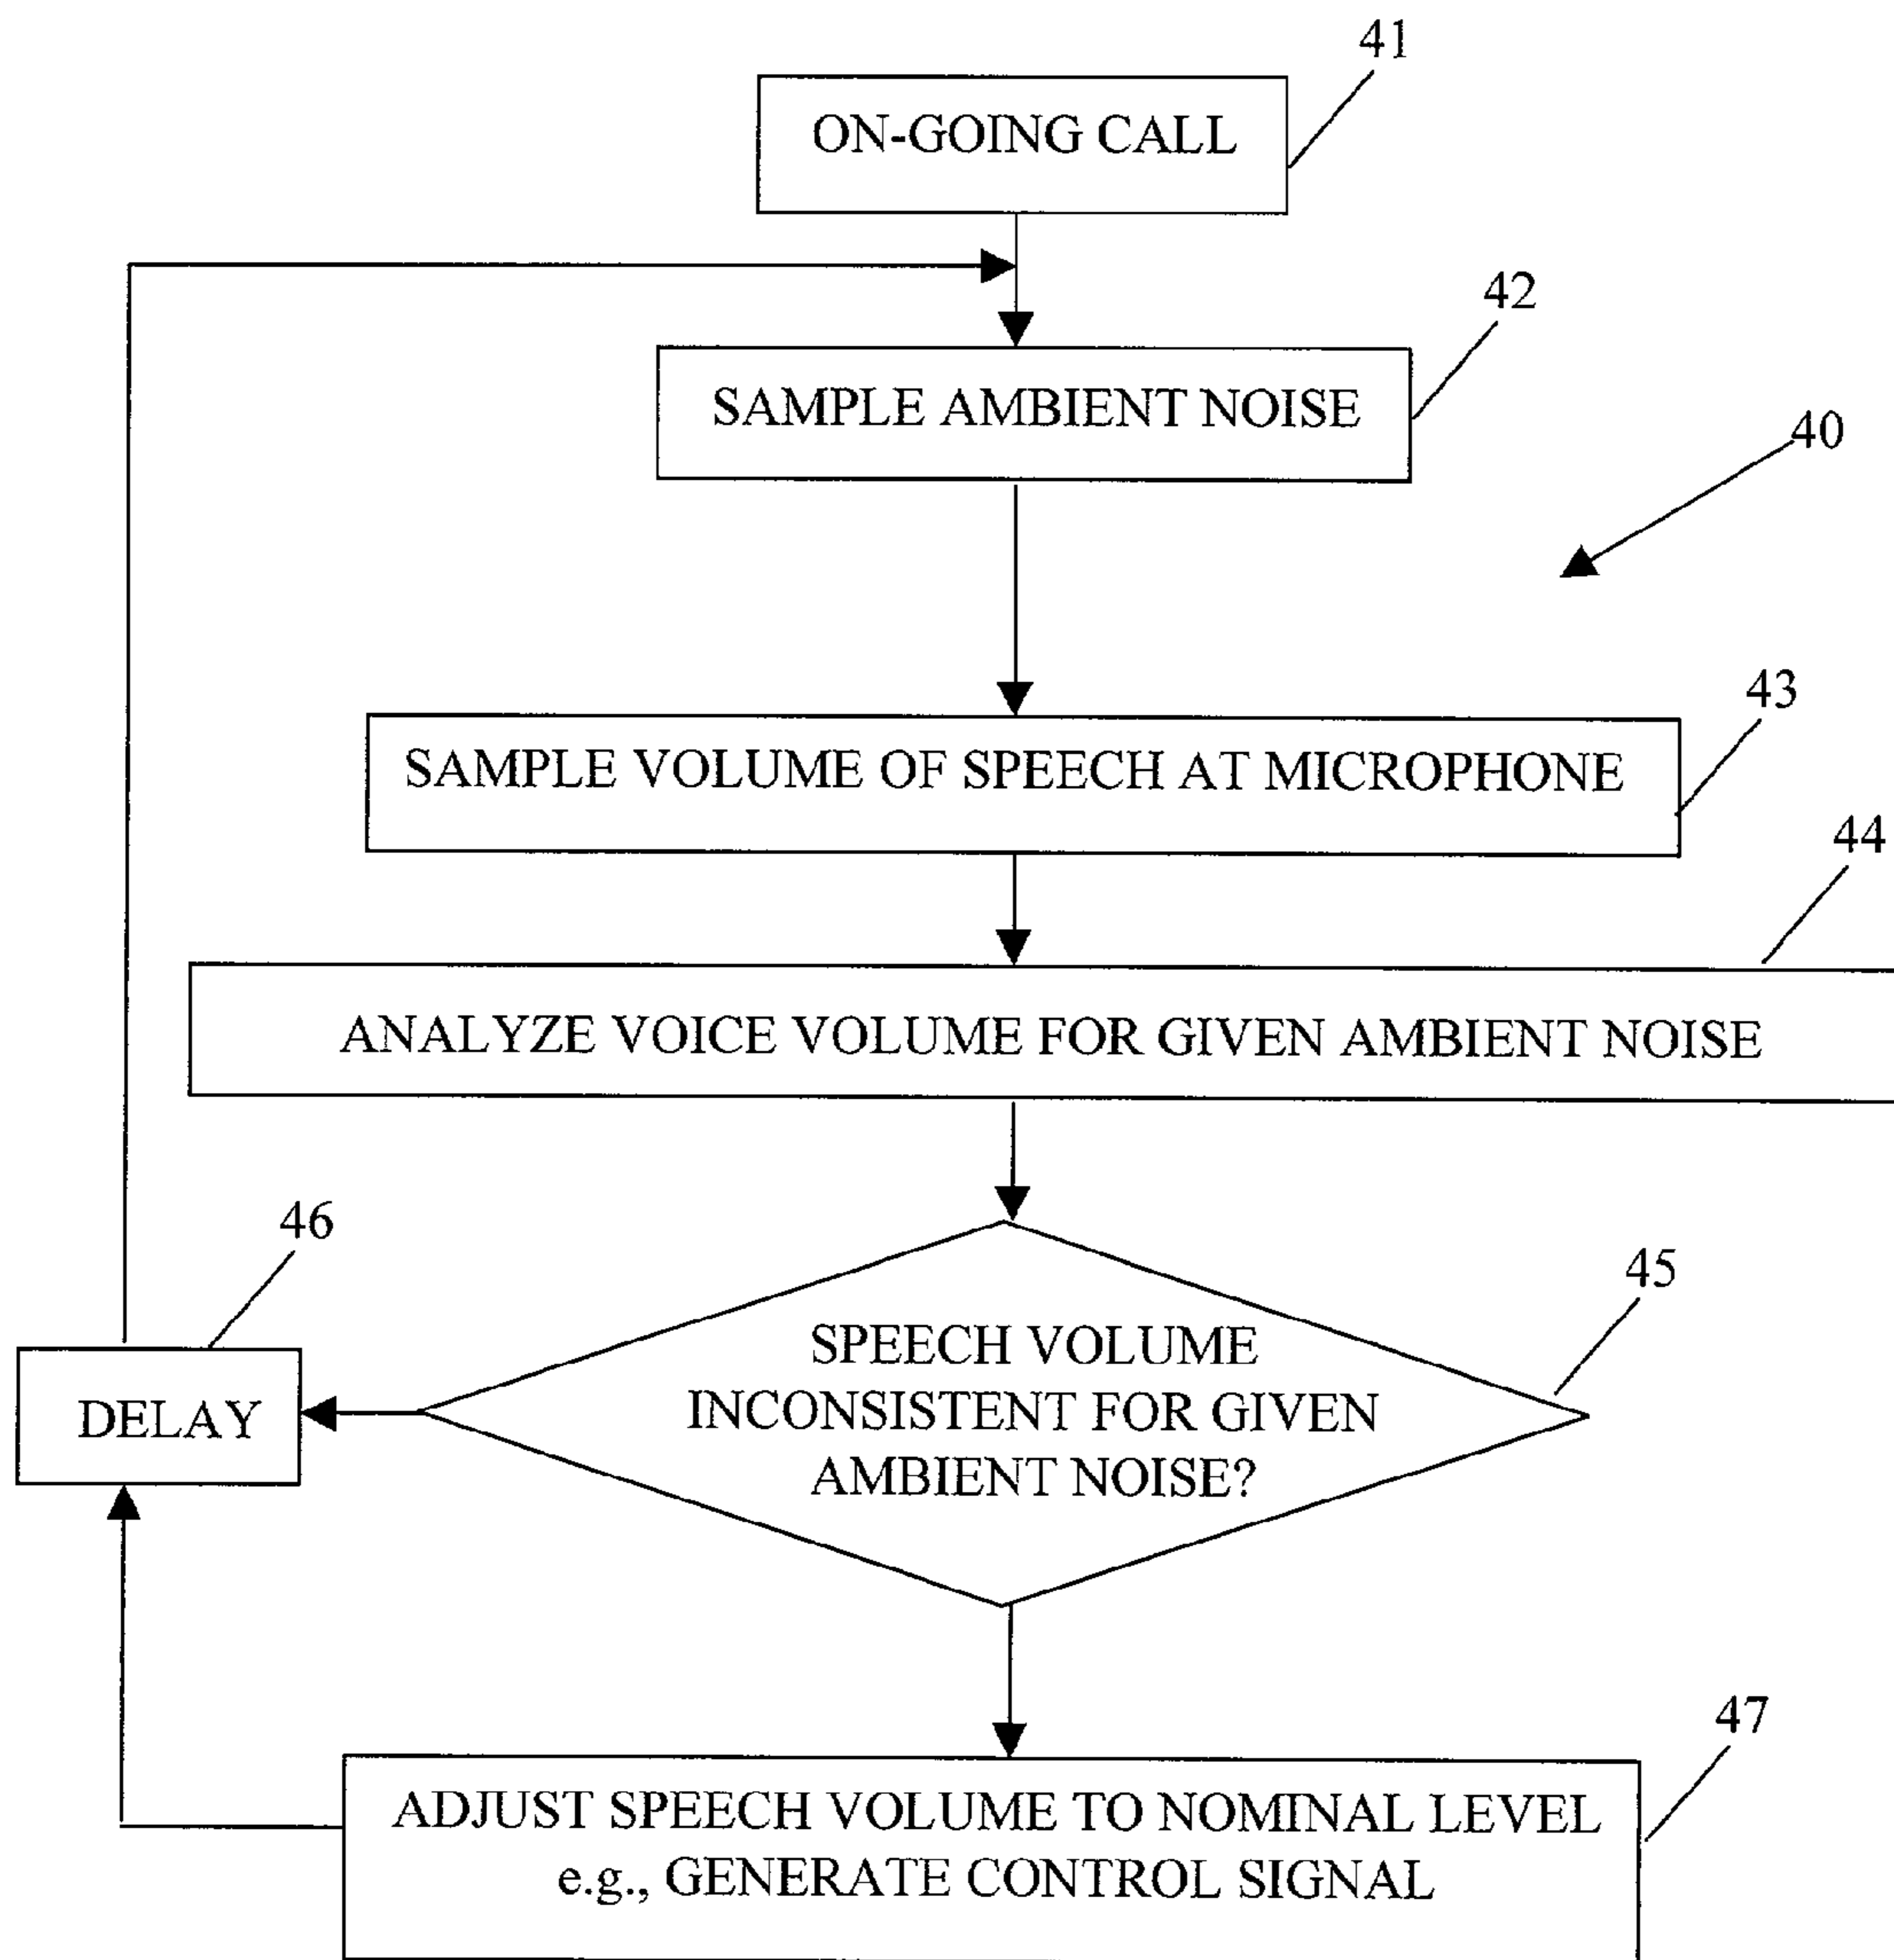 41
ON-GOING CALL
42
SAMPLE AMBIENT NOISE
40
43
SAMPLE VOLUME OF SPEECH AT MICROPHONE
44
ANALYZE VOICE VOLUME FOR GIVEN AMBIENT NOISE
46
45
DELAY
SPEECH VOLUME
INCONSISTENT FOR GIVEN
AMBIENT NOISE?
47
ADJUST SPEECH VOLUME TO NOMINAL LEVEL
e.g., GENERATE CONTROL SIGNAL